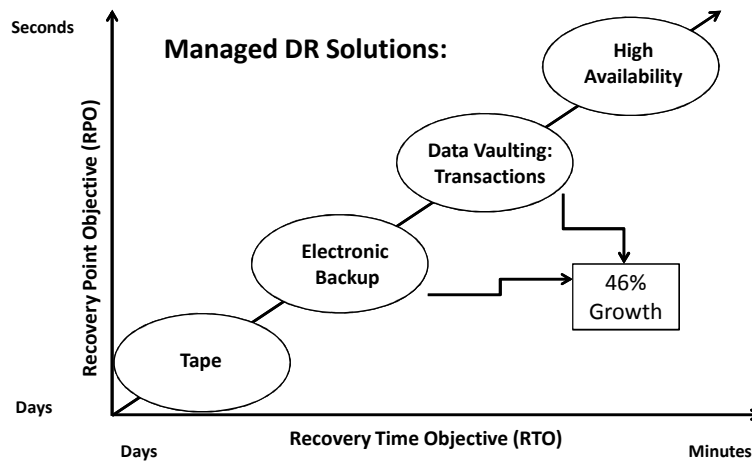 Seconds
Managed DR Solutions:
High
Availability
Data Vaulting:
Transactions
Electronic
Backup
46%
Growth
Tape
Recovery Point Objective (RPO)
Days
Days
Recovery Time Objective (RTO)
Minutes